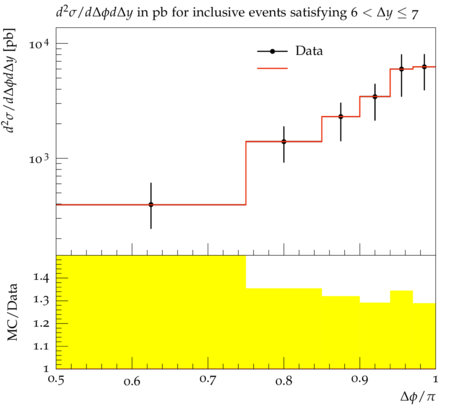 d²σ/dΔϕdΔy in pb for inclusive events satisfying 6 < Δy ≤ 7
d²σ/dΔϕdΔy [pb]
10⁴
Data
10³
MC/Data
1.4
1.3
1.2
1.1
1
0.5 0.6 0.7 0.8 0.9 1
Δϕ/π